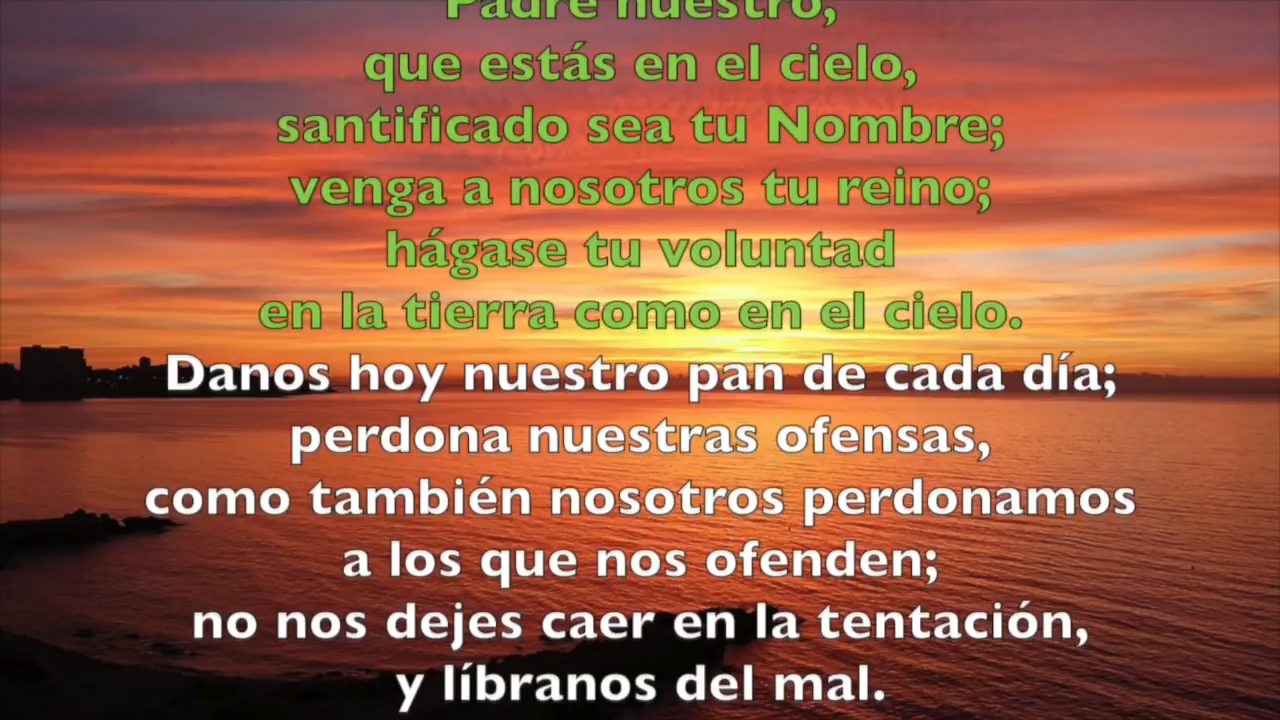 Padre nuestro,
que estás en el cielo,
santificado sea tu Nombre;
venga a nosotros tu reino;
hágase tu voluntad
en la tierra como en el cielo.
Danos hoy nuestro pan de cada día;
perdona nuestras ofensas,
como también nosotros perdonamos
a los que nos ofenden;
no nos dejes caer en la tentación,
y líbranos del mal.